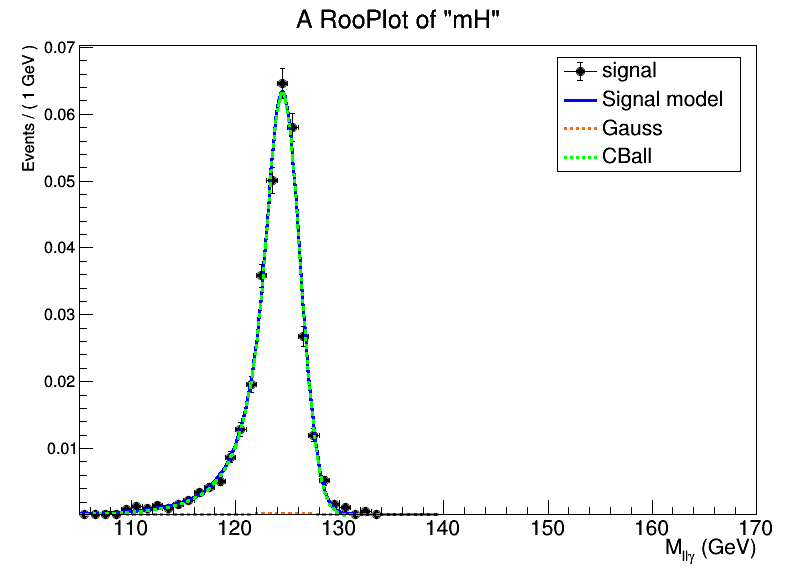 A RooPlot of "mH"
Events / ( 1 GeV )
0.07
0.06
0.05
0.04
0.03
0.02
0.01
signal
Signal model
Gauss
CBall
110 120 130 140 150 160 170
M_llγ (GeV)